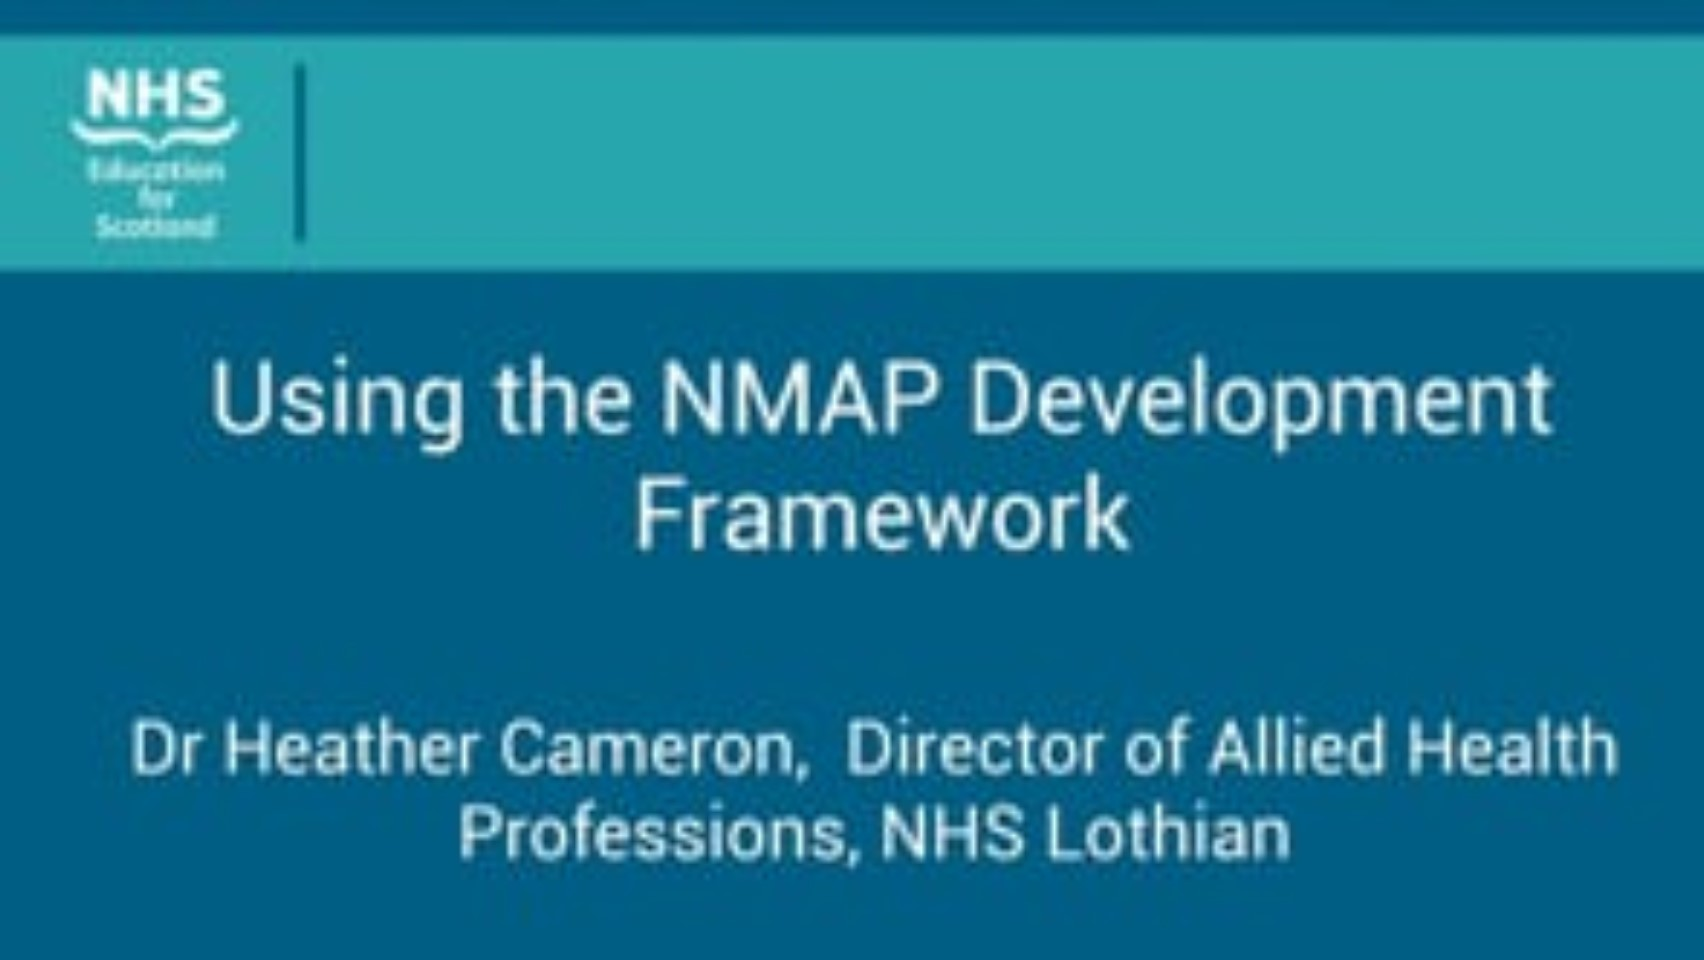 NHS
Education
for
Scotland
Using the NMAP Development
Framework
Dr Heather Cameron,  Director of Allied Health
Professions, NHS Lothian